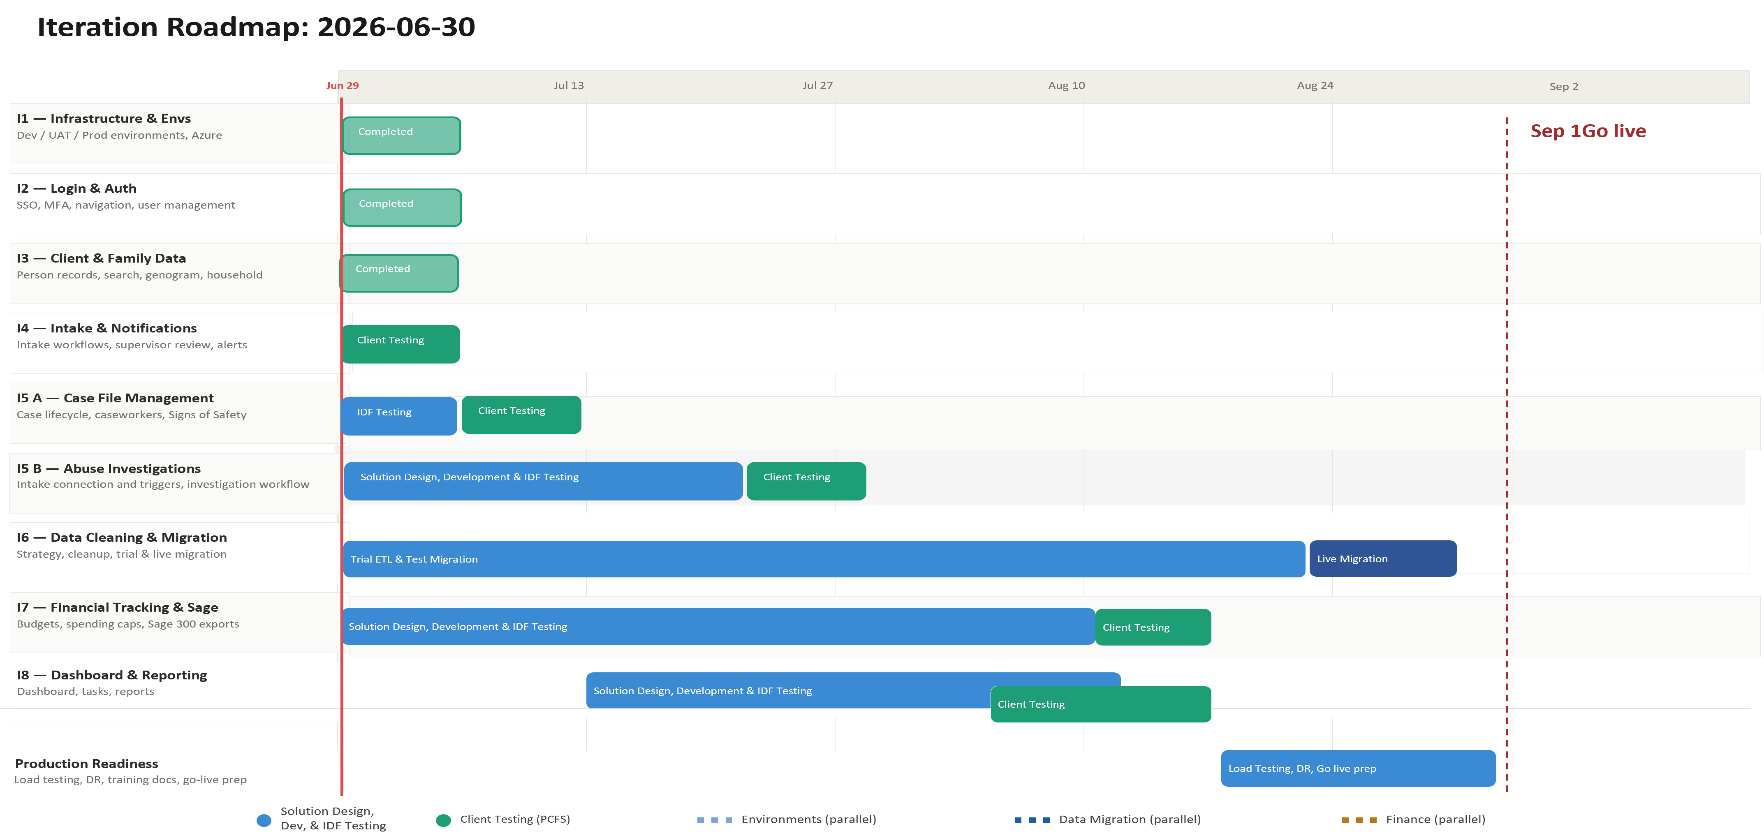 Iteration Roadmap: 2026-06-30
Jun 29
Jul 13
Jul 27
Aug 10
Aug 24
Sep 2
I1 — Infrastructure & Envs
Dev / UAT / Prod environments, Azure
Completed
Sep 1Go live
I2 — Login & Auth
SSO, MFA, navigation, user management
Completed
I3 — Client & Family Data
Person records, search, genogram, household
Completed
I4 — Intake & Notifications
Intake workflows, supervisor review, alerts
Client Testing
I5 A — Case File Management
Case lifecycle, caseworkers, Signs of Safety
IDF Testing
Client Testing
I5 B — Abuse Investigations
Intake connection and triggers, investigation workflow
Solution Design, Development & IDF Testing
Client Testing
I6 — Data Cleaning & Migration
Strategy, cleanup, trial & live migration
Trial ETL & Test Migration
Live Migration
I7 — Financial Tracking & Sage
Budgets, spending caps, Sage 300 exports
Solution Design, Development & IDF Testing
Client Testing
I8 — Dashboard & Reporting
Dashboard, tasks, reports
Solution Design, Development & IDF Testing
Client Testing
Production Readiness
Load testing, DR, training docs, go-live prep
Load Testing, DR, Go live prep
Solution Design,
Dev, & IDF Testing
Client Testing (PCFS)
Environments (parallel)
Data Migration (parallel)
Finance (parallel)